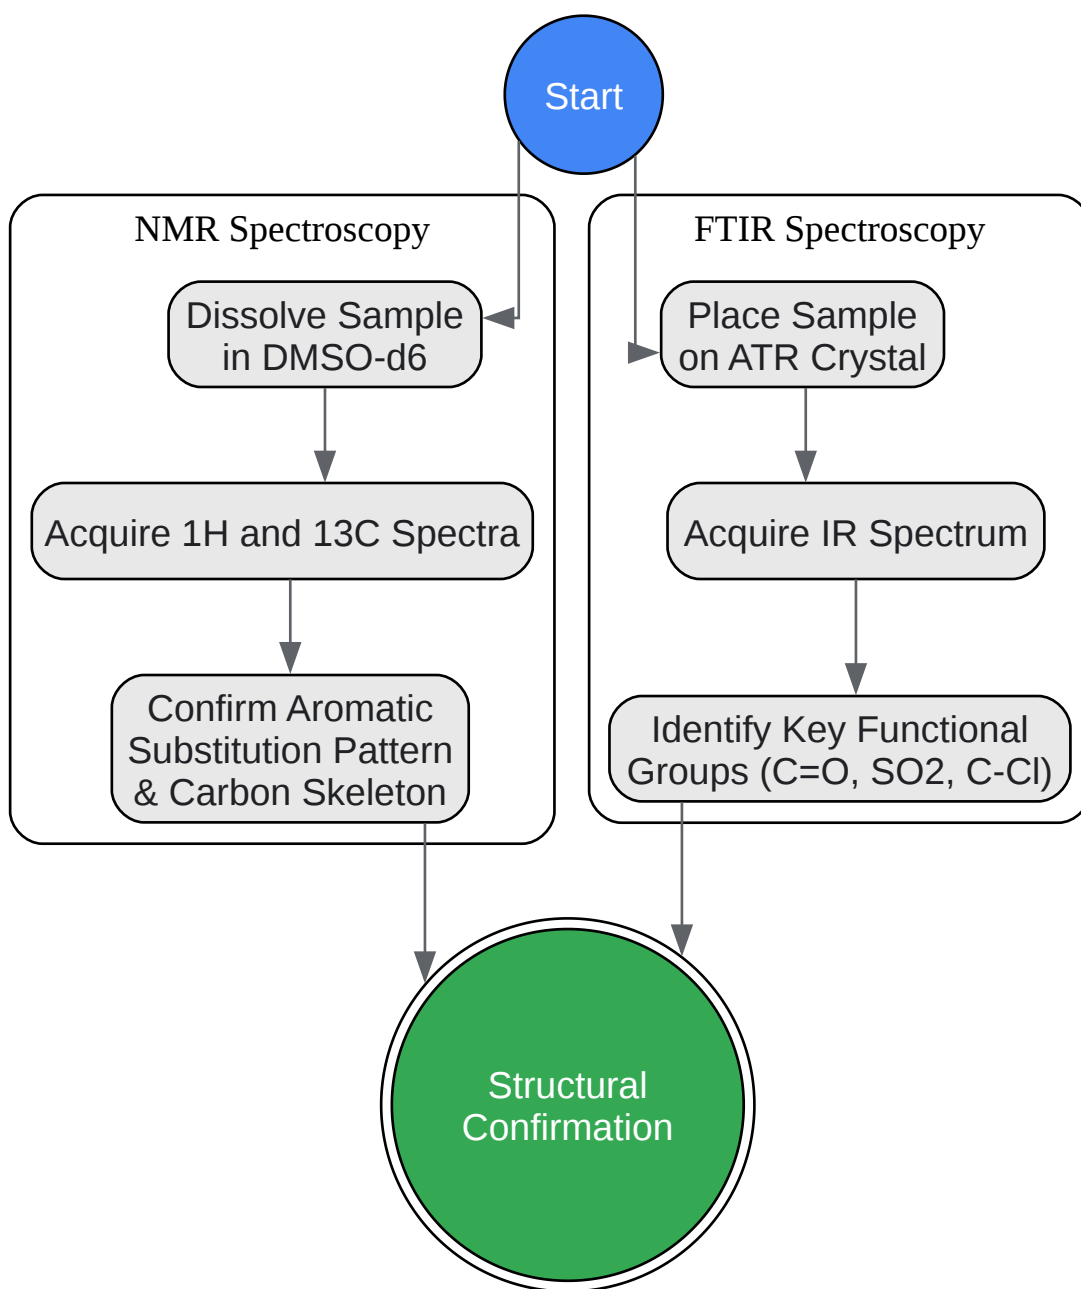 Start
NMR Spectroscopy
Dissolve Sample
in DMSO-d6
Acquire 1H and 13C Spectra
Confirm Aromatic
Substitution Pattern
& Carbon Skeleton
FTIR Spectroscopy
Place Sample
on ATR Crystal
Acquire IR Spectrum
Identify Key Functional
Groups (C=O, SO2, C-Cl)
Structural
Confirmation